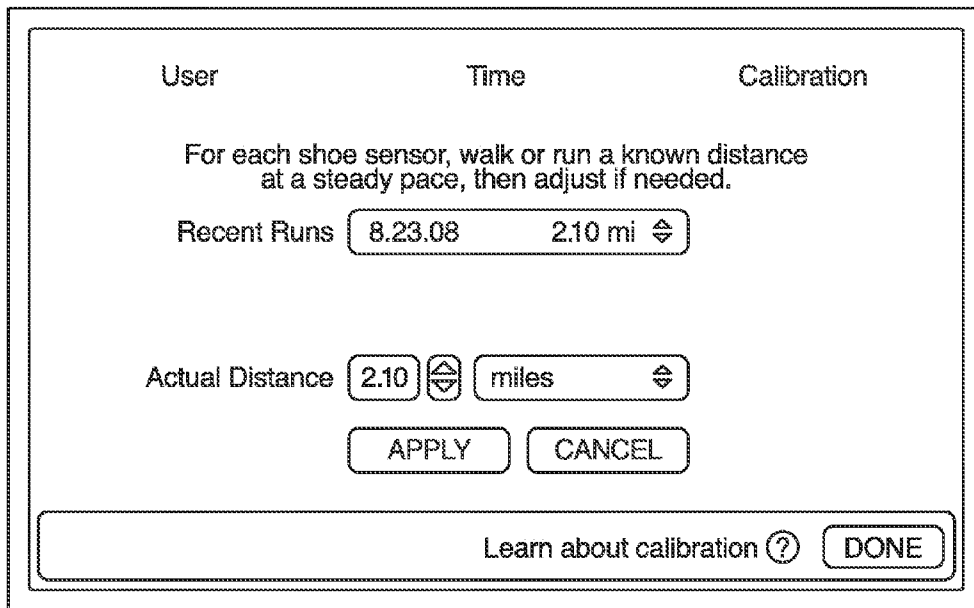 User Time Calibration
For each shoe sensor, walk or run a known distance
at a steady pace, then adjust if needed.
Recent Runs 8.23.08 2.10 mi
Actual Distance 2.10 miles
APPLY CANCEL
Learn about calibration ? DONE